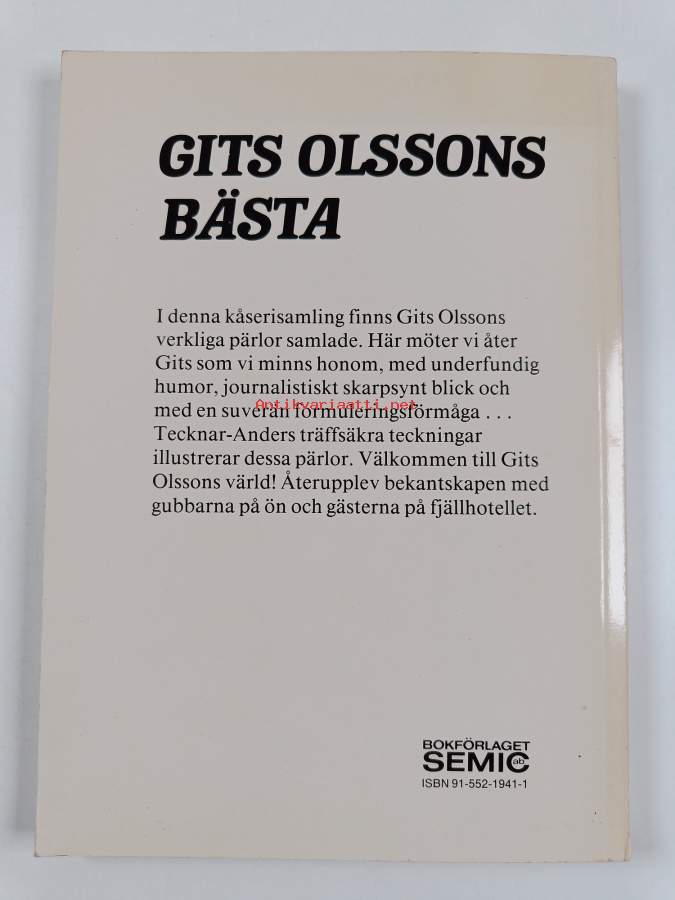 GITS OLSSONS
BÄSTA
I denna kåserisamling finns Gits Olssons
verkliga pärlor samlade. Här möter vi åter
Gits som vi minns honom, med underfundig
humor, journalistiskt skarpsynt blick och
Antikvariaatti.net
med en suverän formuleringsförmåga . . .
Tecknar-Anders träffsäkra teckningar
illustrerar dessa pärlor. Välkommen till Gits
Olssons värld! Återupplev bekantskapen med
gubbarna på ön och gästerna på fjällhotellet.
BOKFÖRLAGET
SEMIC ab
ISBN 91-552-1941-1